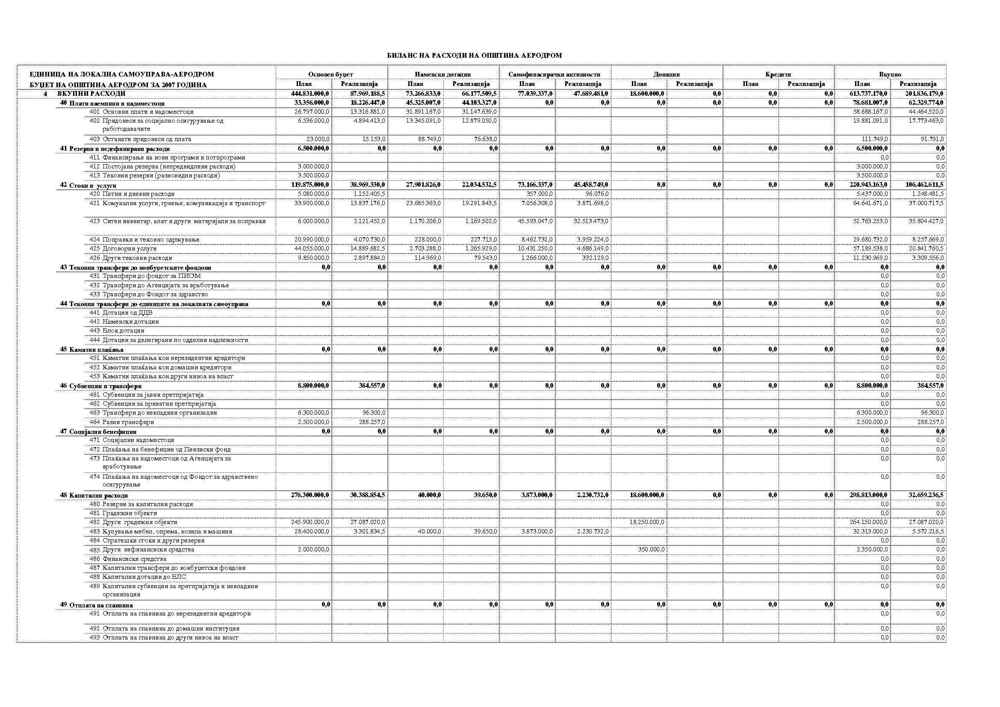 БИЛАНС НА РАСХОДИ НА ОПШТИНА АЕРОДРОМ
ЕДИНИЦА НА ЛОКАЛНА САМОУПРАВА-АЕРОДРОМ Основен буџет Наменски дотации Самофинасирачки активности Донации Кредити Вкупно
БУЏЕТ НА ОПШТИНА АЕРОДРОМ ЗА 2007 ГОДИНА План Реализација План Реализација План Реализација План Реализација План Реализација План Реализација
4 ВКУПНИ РАСХОДИ 444.831.000,0 87.969.188,5 73.266.833,0 66.177.509,5 77.039.337,0 47.689.481,0 18.600.000,0 0,0 0,0 0,0 613.737.170,0 201.836.179,0
40 Плати наемнини и надоместоци 33.356.000,0 18.226.447,0 45.325.007,0 44.103.327,0 0,0 0,0 0,0 0,0 0,0 0,0 78.681.007,0 62.329.774,0
401 Основни плати и надоместоци 26.797.000,0 13.316.881,0 31.891.167,0 31.147.639,0 58.688.167,0 44.464.520,0
402 Придонеси за социјално осигурување од 6.536.000,0 4.894.413,0 13.345.091,0 12.879.050,0 19.881.091,0 17.773.463,0
работодавачите
403 Останати придонеси од плата 23.000,0 15.153,0 88.749,0 76.638,0 111.749,0 91.791,0
41 Резерви и недефинирани расходи 6.500.000,0 0,0 0,0 0,0 0,0 0,0 0,0 0,0 0,0 0,0 6.500.000,0 0,0
411 Финансирање на нови програми и потпрограми 0,0 0,0
412 Постојана резерва (непредвидливи расходи) 3.000.000,0 3.000.000,0 0,0
413 Тековни резерви (разновидни расходи) 3.500.000,0 3.500.000,0 0,0
42 Стоки и услуги 119.875.000,0 38.969.330,0 27.901.826,0 22.034.532,5 73.166.337,0 45.458.749,0 0,0 0,0 0,0 0,0 220.943.163,0 106.462.611,5
420 Патни и дневни расходи 5.080.000,0 1.152.405,5 357.000,0 96.076,0 5.437.000,0 1.248.481,5
421 Комунални услуги, греење, комуникација и транспорт 33.900.000,0 13.837.176,0 23.685.363,0 19.291.843,5 7.056.308,0 3.871.698,0 64.641.671,0 37.000.717,5
423 Ситен инвентар, алат и други материјали за поправки 6.000.000,0 2.121.452,0 1.170.206,0 1.169.502,0 45.593.047,0 32.513.473,0 52.763.253,0 35.804.427,0
424 Поправки и тековно одржување 20.990.000,0 4.070.730,0 228.000,0 227.715,0 8.462.732,0 3.959.224,0 29.680.732,0 8.257.669,0
425 Договорни услуги 44.055.000,0 14.889.682,5 2.703.288,0 1.265.929,0 10.431.250,0 4.686.149,0 57.189.538,0 20.841.760,5
426 Други тековни расходи 9.850.000,0 2.897.884,0 114.969,0 79.543,0 1.266.000,0 332.129,0 11.230.969,0 3.309.556,0
43 Тековни трансфери до вонбуџетските фондови 0,0 0,0 0,0 0,0 0,0 0,0 0,0 0,0 0,0 0,0 0,0 0,0
431 Трансфери до фондот за ПИОМ 0,0 0,0
432 Трансфери до Агенцијата за вработување 0,0 0,0
433 Трансфери до Фондот за здравство 0,0 0,0
44 Тековни трансфери до единиците на локалната самоуправа 0,0 0,0 0,0 0,0 0,0 0,0 0,0 0,0 0,0 0,0 0,0 0,0
441 Дотации од ДДВ 0,0 0,0
442 Наменски дотации 0,0 0,0
443 Блок дотации 0,0 0,0
444 Дотации за делегирани по одделни надлежности 0,0 0,0
45 Каматни плаќања 0,0 0,0 0,0 0,0 0,0 0,0 0,0 0,0 0,0 0,0 0,0 0,0
451 Каматни плаќања кон нерезидентни кредитори 0,0 0,0
452 Каматни плаќања кон домашни кредитори 0,0 0,0
453 Каматни плаќања кон други нивоа на власт 0,0 0,0
46 Субвенции и трансфери 8.800.000,0 384.557,0 0,0 0,0 0,0 0,0 0,0 0,0 0,0 0,0 8.800.000,0 384.557,0
461 Субвенции за јавни претпријатија 0,0 0,0
462 Субвенции за приватни претпријатија 0,0 0,0
463 Трансфери до невладини организации 6.300.000,0 96.300,0 6.300.000,0 96.300,0
464 Разни трансфери 2.500.000,0 288.257,0 2.500.000,0 288.257,0
47 Социјални бенефиции 0,0 0,0 0,0 0,0 0,0 0,0 0,0 0,0 0,0 0,0 0,0 0,0
471 Социјални надоместоци 0,0 0,0
472 Плаќања на бенефиции од Пензиски фонд 0,0 0,0
473 Плаќања на надоместоци од Агенцијата за 0,0 0,0
вработување
474 Плаќања на надоместоци од Фондот за здравствено 0,0 0,0
осигурување
48 Капитални расходи 276.300.000,0 30.388.854,5 40.000,0 39.650,0 3.873.000,0 2.230.732,0 18.600.000,0 0,0 0,0 0,0 298.813.000,0 32.659.236,5
480 Резерви за капитални расходи 0,0 0,0
481 Градежни објекти 0,0 0,0
482 Други градежни објекти 245.900.000,0 27.087.020,0 18.250.000,0 264.150.000,0 27.087.020,0
483 Купување мебел, опрема, возила и машини 28.400.000,0 3.301.834,5 40.000,0 39.650,0 3.873.000,0 2.230.732,0 32.313.000,0 5.572.216,5
484 Стратешки стоки и други резерви 0,0 0,0
485 Други нефинансиски средства 2.000.000,0 350.000,0 2.350.000,0 0,0
486 Финансиски средства 0,0 0,0
487 Капитални трансфери до вонбуџетски фондови 0,0 0,0
488 Капитални дотации до ЕЛС 0,0 0,0
489 Капитални субвенции за претпријатија и невладини 0,0 0,0
организации
49 Отплата на главнина 0,0 0,0 0,0 0,0 0,0 0,0 0,0 0,0 0,0 0,0 0,0 0,0
491 Отплата на главнина до нерезидентни кредитори 0,0 0,0
492 Отплата на главнина до домашни институции 0,0 0,0
493 Отплата на главнина до други нивоа на власт 0,0 0,0